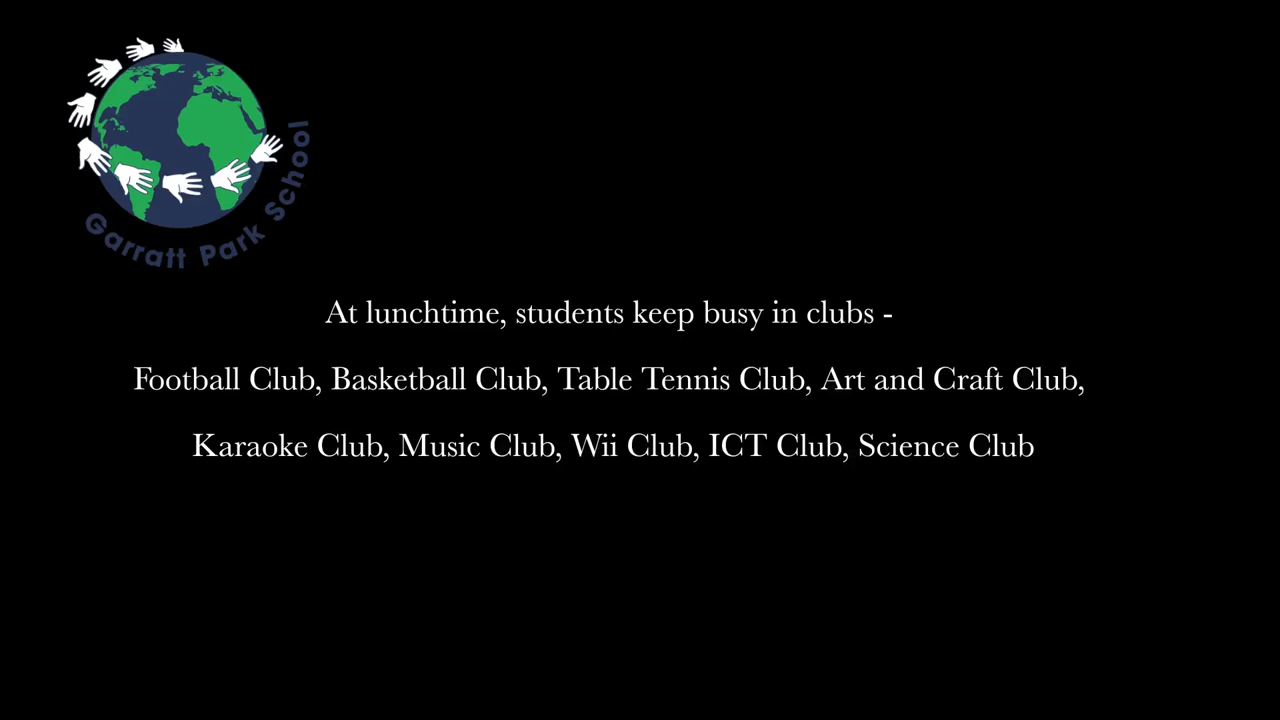 Garratt Park School
At lunchtime, students keep busy in clubs -
Football Club, Basketball Club, Table Tennis Club, Art and Craft Club,
Karaoke Club, Music Club, Wii Club, ICT Club, Science Club